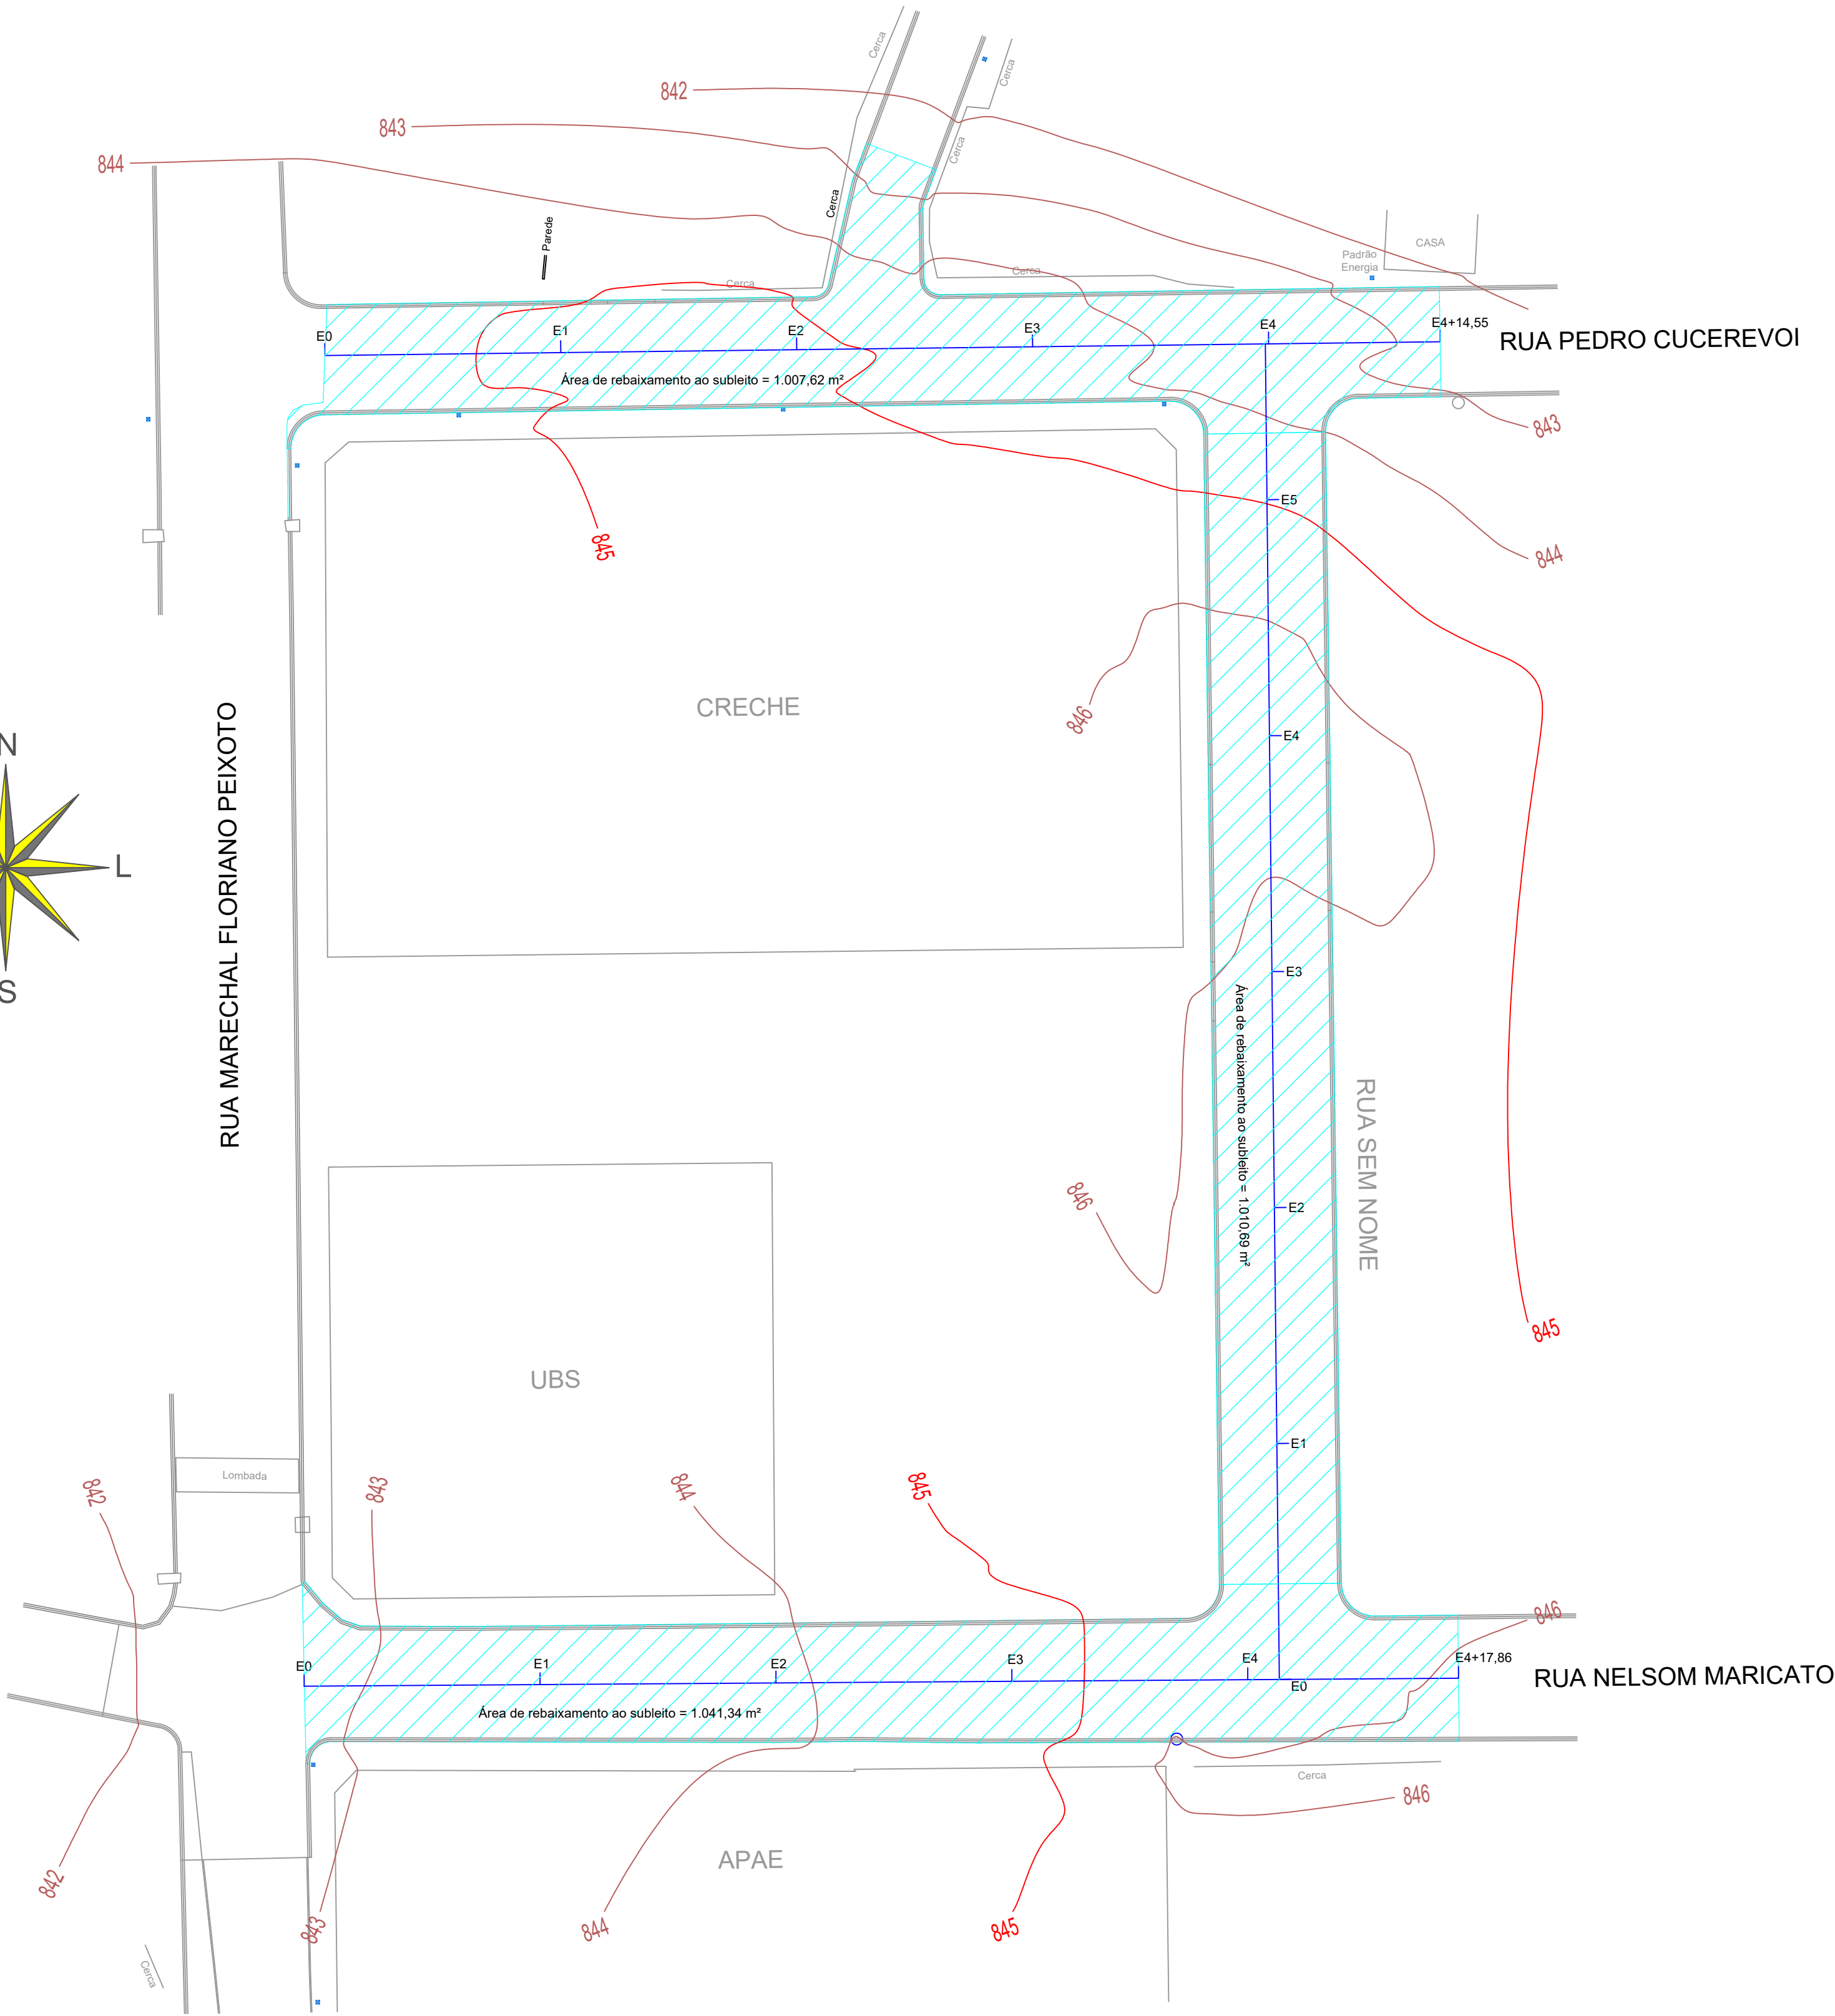 Cerca
Cerca
842
843
Cerca
844
Cerca
Parede
CASA
Padrão
Energia
Cerca
Cerca
E0
E1
E2
E3
E4
E4+14,55
RUA PEDRO CUCEREVOI
Área de rebaixamento ao subleito = 1.007,62 m²
843
E5
845
844
CRECHE
846
E4
N
L
S
RUA MARECHAL FLORIANO PEIXOTO
E3
Área de rebaixamento ao subleito = 1.010,69 m²
RUA SEM NOME
846
E2
845
UBS
E1
Lombada
842
843
844
845
846
E0
E1
E2
E3
E4
E4+17,86
E0
RUA NELSOM MARICATO
Área de rebaixamento ao subleito = 1.041,34 m²
Cerca
846
APAE
842
843
844
845
Cerca